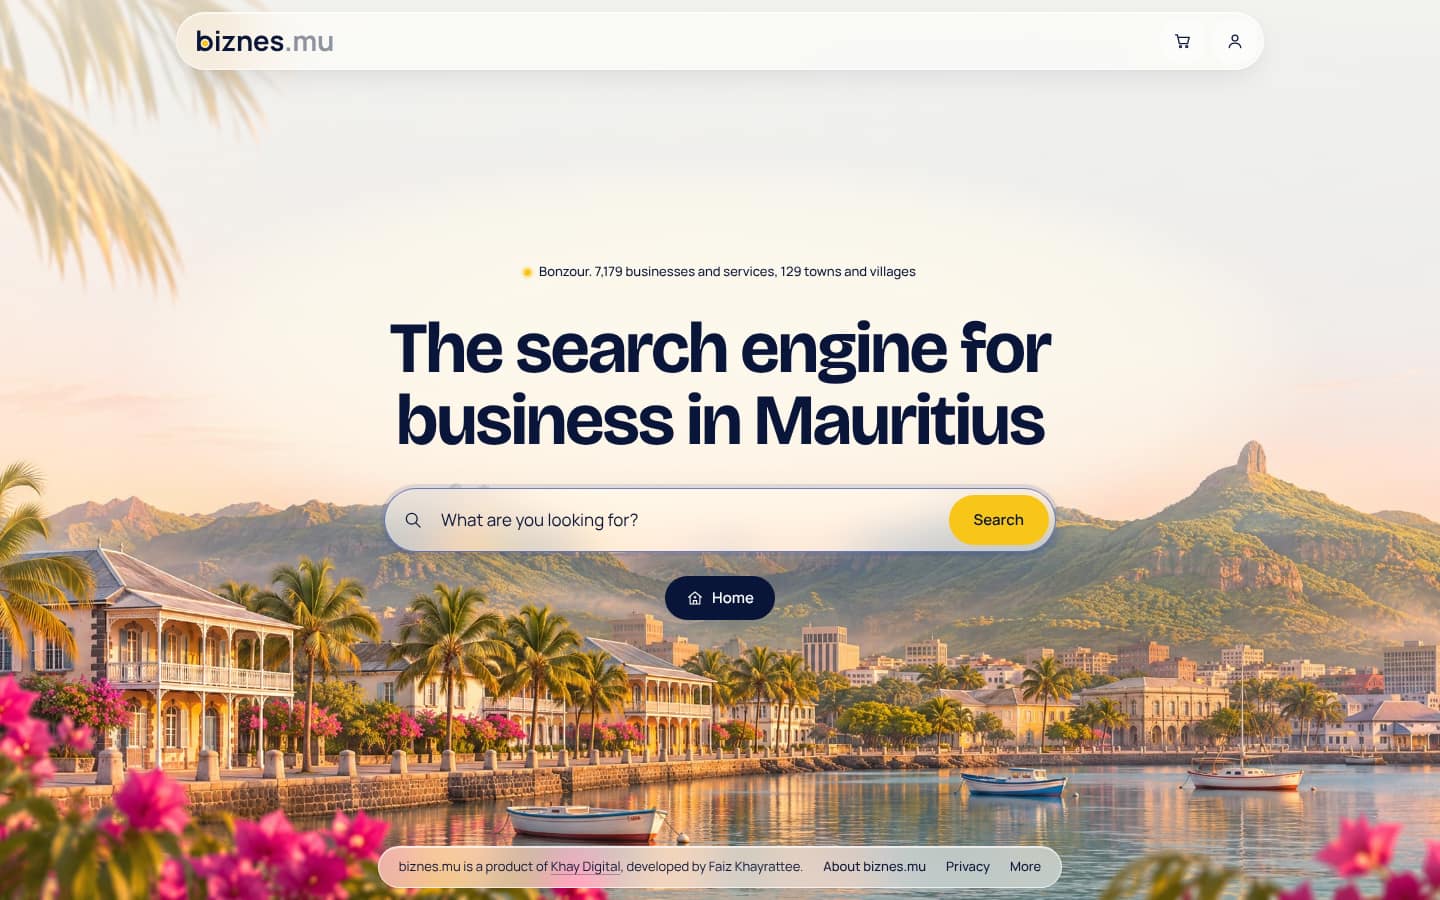 biznes.mu
Bonzour. 7,179 businesses and services, 129 towns and villages
The search engine for
business in Mauritius
What are you looking for?
Search
Home
biznes.mu is a product of Khay Digital, developed by Faiz Khayrattee.
About biznes.mu
Privacy
More